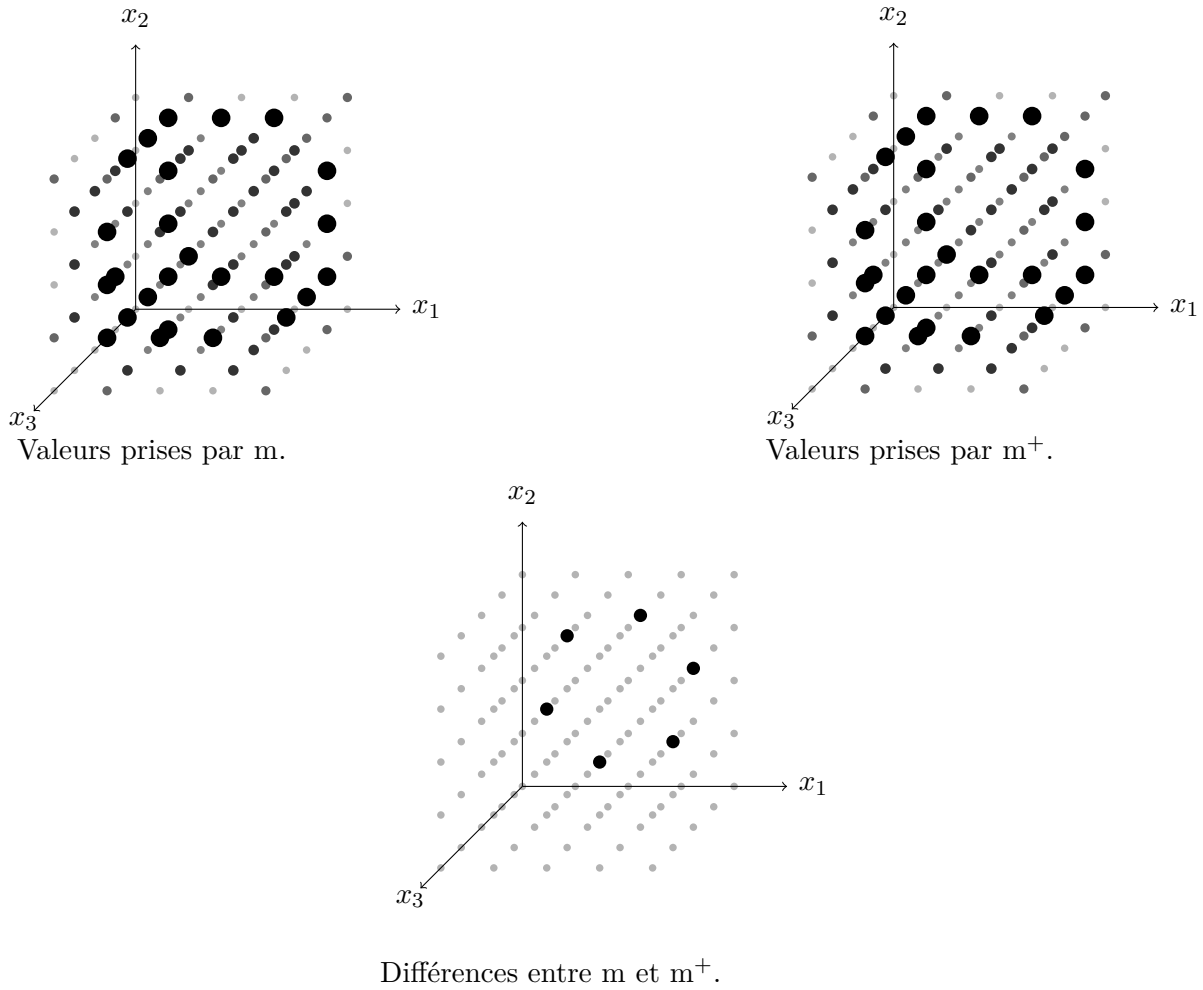 x₂
x₁
x₃
Valeurs prises par m.
x₂
x₁
x₃
Valeurs prises par m⁺.
x₂
x₁
x₃
Différences entre m et m⁺.